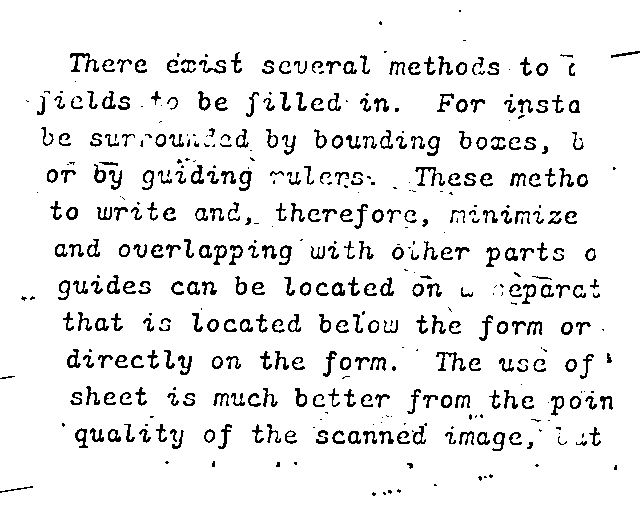 There exist several methods to
fields to be filled in. For insta
be surrounded by bounding boxes, b
or by guiding rulers. These metho
to write and, therefore, minimize
and overlapping with other parts o
guides can be located on a separat
that is located below the form or
directly on the form. The use of
sheet is much better from the poin
quality of the scanned image, but